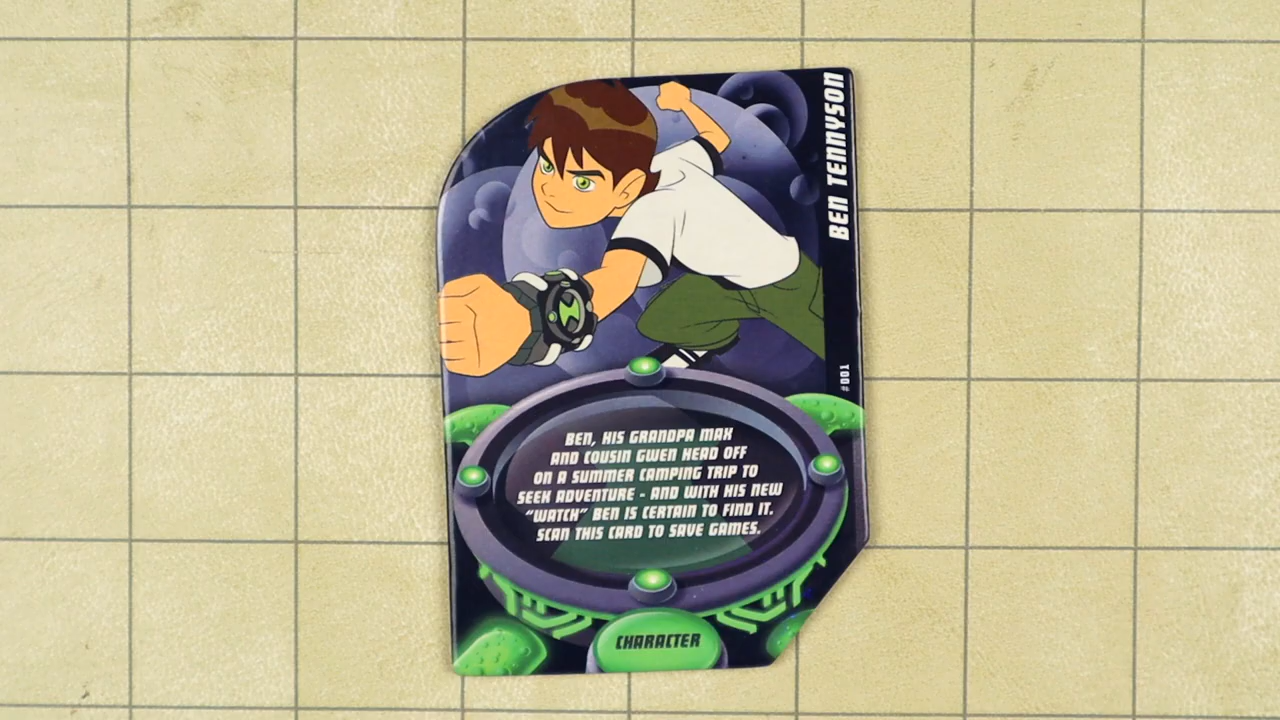 BEN TENNYSON
#001
BEN, HIS GRANDPA MAX
AND COUSIN GWEN HEAD OFF
ON A SUMMER CAMPING TRIP TO
SEEK ADVENTURE - AND WITH HIS NEW
"WATCH" BEN IS CERTAIN TO FIND IT.
SCAN THIS CARD TO SAVE GAMES.
CHARACTER